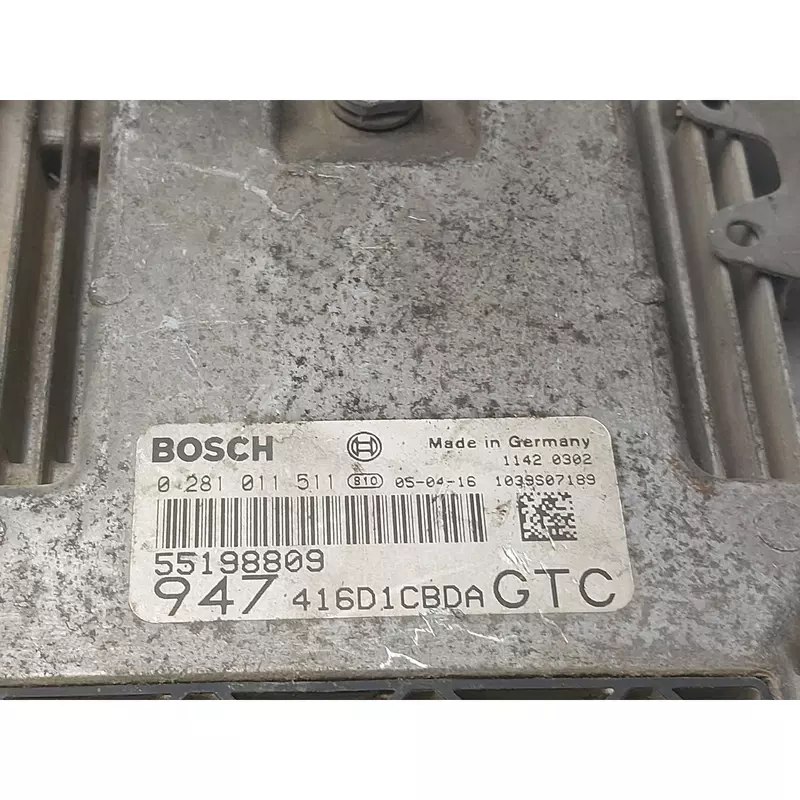 BOSCH Made in Germany
1142 0302
0 281 011 511 810 05-04-16 1039S07189
55198809
947 416D1CBDA GTC